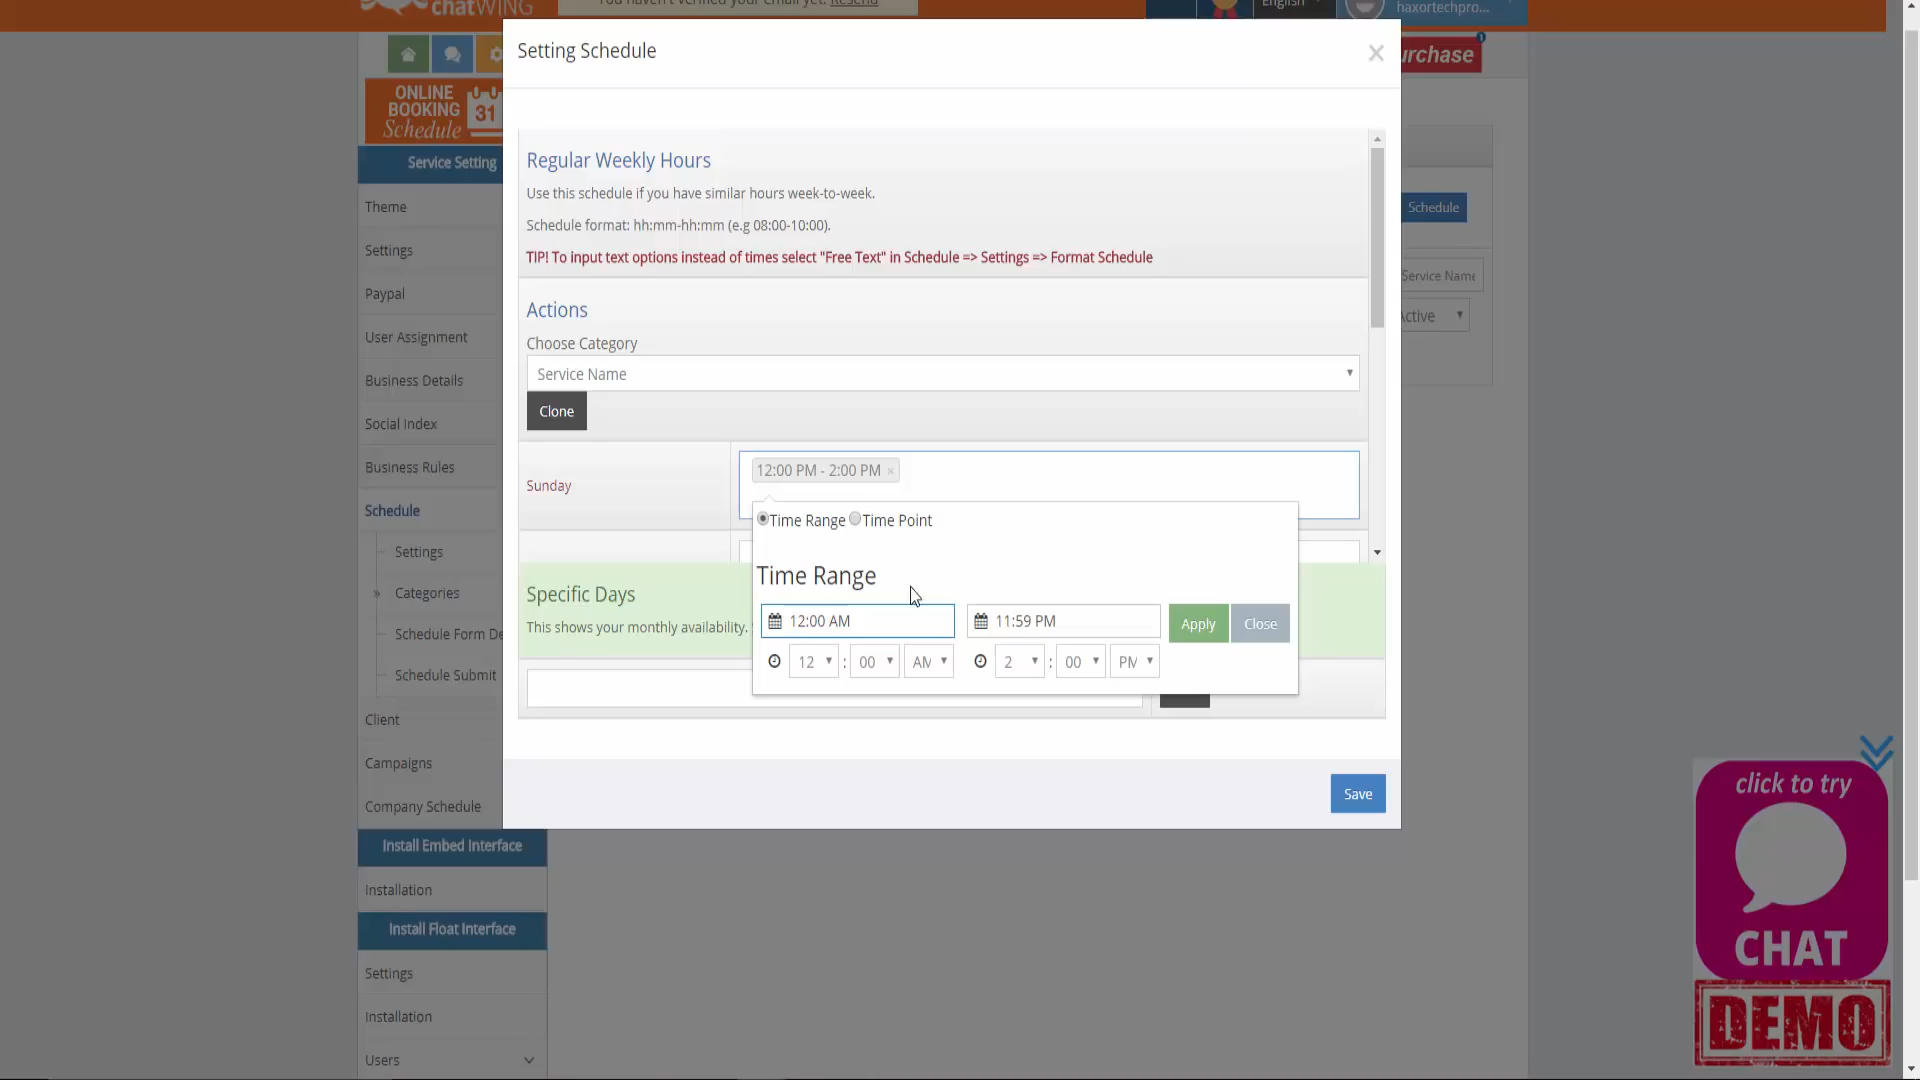 chatWING
You haven't verified your email yet. Resend
English
haxortechpro...
Setting Schedule
×
urchase
1
ONLINE
BOOKING
Schedule
31
Service Setting
Regular Weekly Hours
Use this schedule if you have similar hours week-to-week.
Schedule format: hh:mm-hh:mm (e.g 08:00-10:00).
TIP! To input text options instead of times select "Free Text" in Schedule => Settings => Format Schedule
Theme
Schedule
Settings
Service Name
Paypal
Actions
Active
User Assignment
Choose Category
Business Details
Service Name
Social Index
Clone
Business Rules
Sunday
12:00 PM - 2:00 PM ×
Schedule
Time Range Time Point
Settings
Time Range
Categories
Specific Days
This shows your monthly availability.
12:00 AM
11:59 PM
Apply
Close
Schedule Form De
12 : 00 AM
2 : 00 PM
Schedule Submit
Client
Campaigns
Save
Company Schedule
Install Embed Interface
Installation
Install Float Interface
Settings
Installation
Users
click to try
CHAT
DEMO